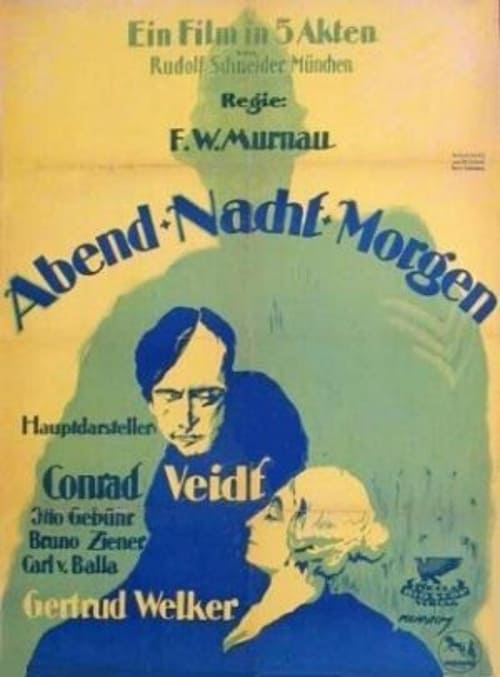 Ein Film in 5 Akten
von
Rudolf Schneider München
Regie:
F.W. Murnau
Abend + Nacht + Morgen
Hauptdarsteller
Conrad Veidt
Otto Gebühr
Bruno Ziener
Carl v. Balla
Gertrud Welker